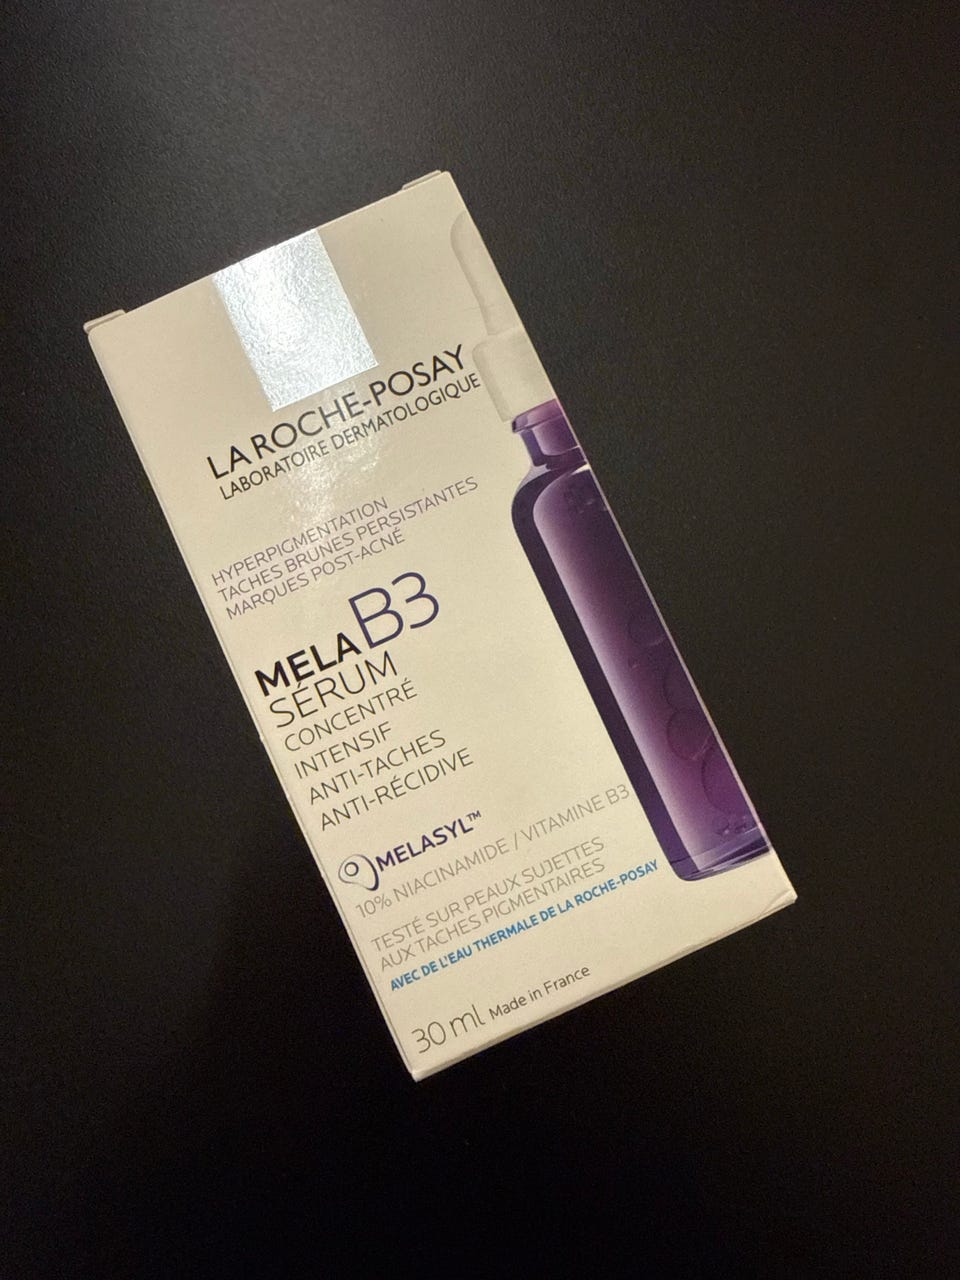 LA ROCHE-POSAY
LABORATOIRE DERMATOLOGIQUE
HYPERPIGMENTATION
TACHES BRUNES PERSISTANTES
MARQUES POST-ACNÉ
MELA B3
SÉRUM
CONCENTRÉ
INTENSIF
ANTI-TACHES
ANTI-RÉCIDIVE
MELASYL™
10% NIACINAMIDE / VITAMINE B3
TESTÉ SUR PEAUX SUJETTES
AUX TACHES PIGMENTAIRES
AVEC DE L'EAU THERMALE DE LA ROCHE-POSAY
30 ml Made in France